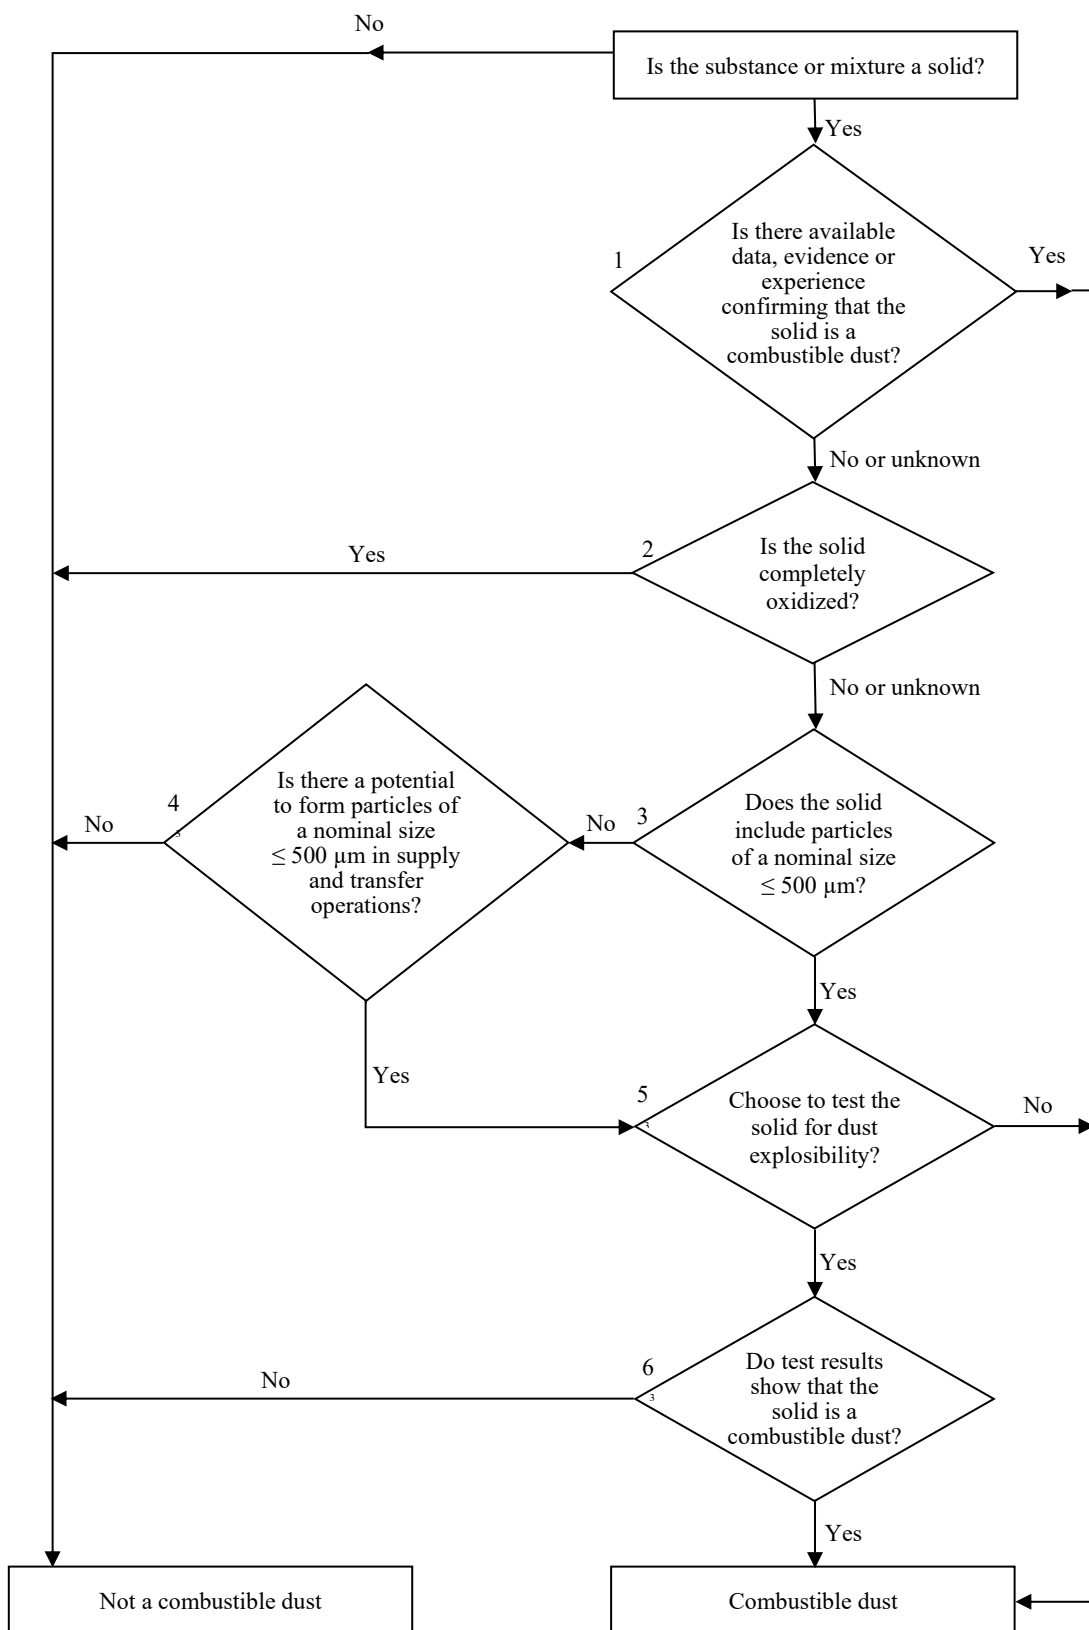 No
Is the substance or mixture a solid?
Yes
1
Is there available
data, evidence or
experience
confirming that the
solid is a
combustible dust?
Yes
No or unknown
2
Is the solid
completely
oxidized?
Yes
No or unknown
3
Does the solid
include particles
of a nominal size
≤ 500 µm?
No
4
3
Is there a potential
to form particles of
a nominal size
≤ 500 µm in supply
and transfer
operations?
No
Yes
Yes
5
3
Choose to test the
solid for dust
explosibility?
No
Yes
6
3
Do test results
show that the
solid is a
combustible dust?
No
Yes
Not a combustible dust
Combustible dust